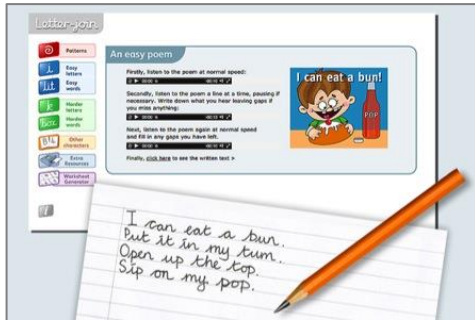 Letter-join
Patterns
Easy
letters
Easy
words
Harder
letters
Harder
words
Other
characters
Extra
Resources
Worksheet
Generator
An easy poem
Firstly, listen to the poem at normal speed:
Secondly, listen to the poem a line at a time, pausing if
necessary. Write down what you hear leaving gaps if
you miss anything:
Next, listen to the poem again at normal speed
and fill in any gaps you have left.
Finally, click here to see the written text »
I can eat a bun!
POP
I can eat a bun.
Put it in my tum.
Open up the top.
Sip on my pop.